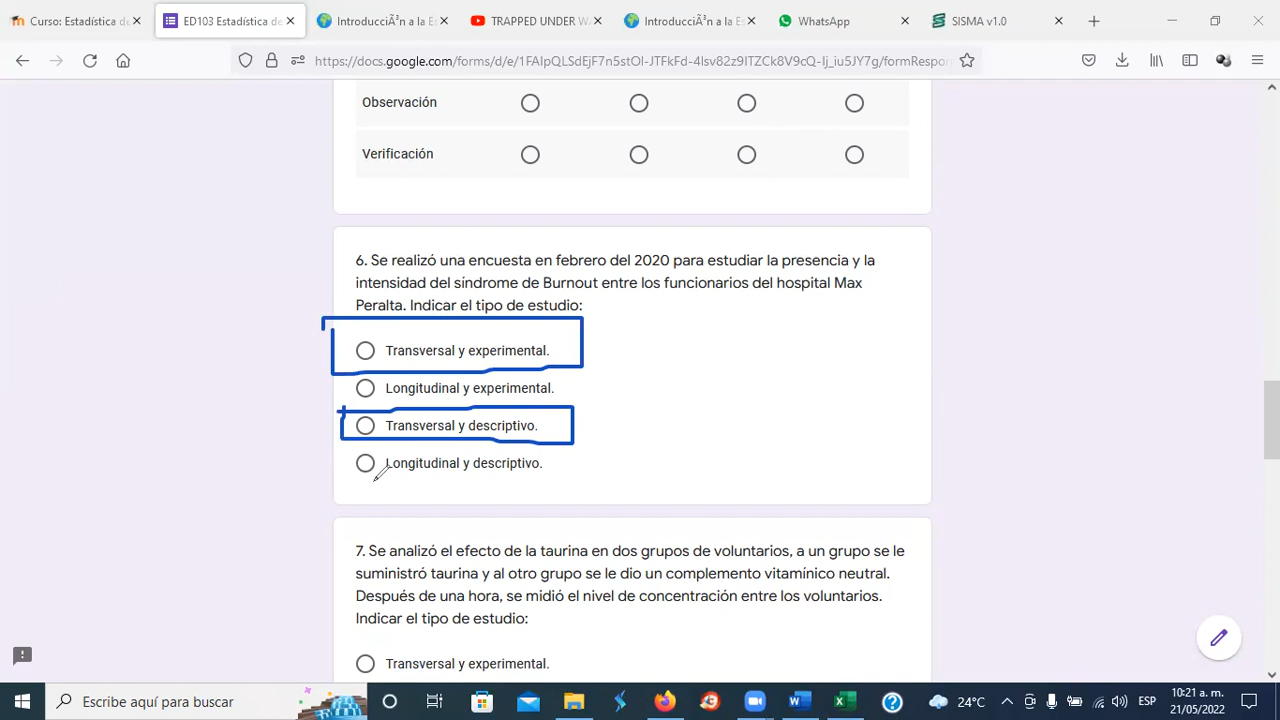 Curso: Estadística de
ED103 Estadística de
IntroducciÃ³n a la Es
TRAPPED UNDER WA
IntroducciÃ³n a la Es
WhatsApp
SISMA v1.0
https://docs.google.com/forms/d/e/1FAIpQLSdEjF7n5stOI-JTFkFd-4lsv82z9ITZCk8V9cQ-Ij_iu5JY7g/formRespon
Observación
Verificación
6. Se realizó una encuesta en febrero del 2020 para estudiar la presencia y la
intensidad del síndrome de Burnout entre los funcionarios del hospital Max
Peralta. Indicar el tipo de estudio:
Transversal y experimental.
Longitudinal y experimental.
Transversal y descriptivo.
Longitudinal y descriptivo.
7. Se analizó el efecto de la taurina en dos grupos de voluntarios, a un grupo se le
suministró taurina y al otro grupo se le dio un complemento vitamínico neutral.
Después de una hora, se midió el nivel de concentración entre los voluntarios.
Indicar el tipo de estudio:
Transversal y experimental.
Escribe aquí para buscar
24°C
ESP
10:21 a. m.
21/05/2022